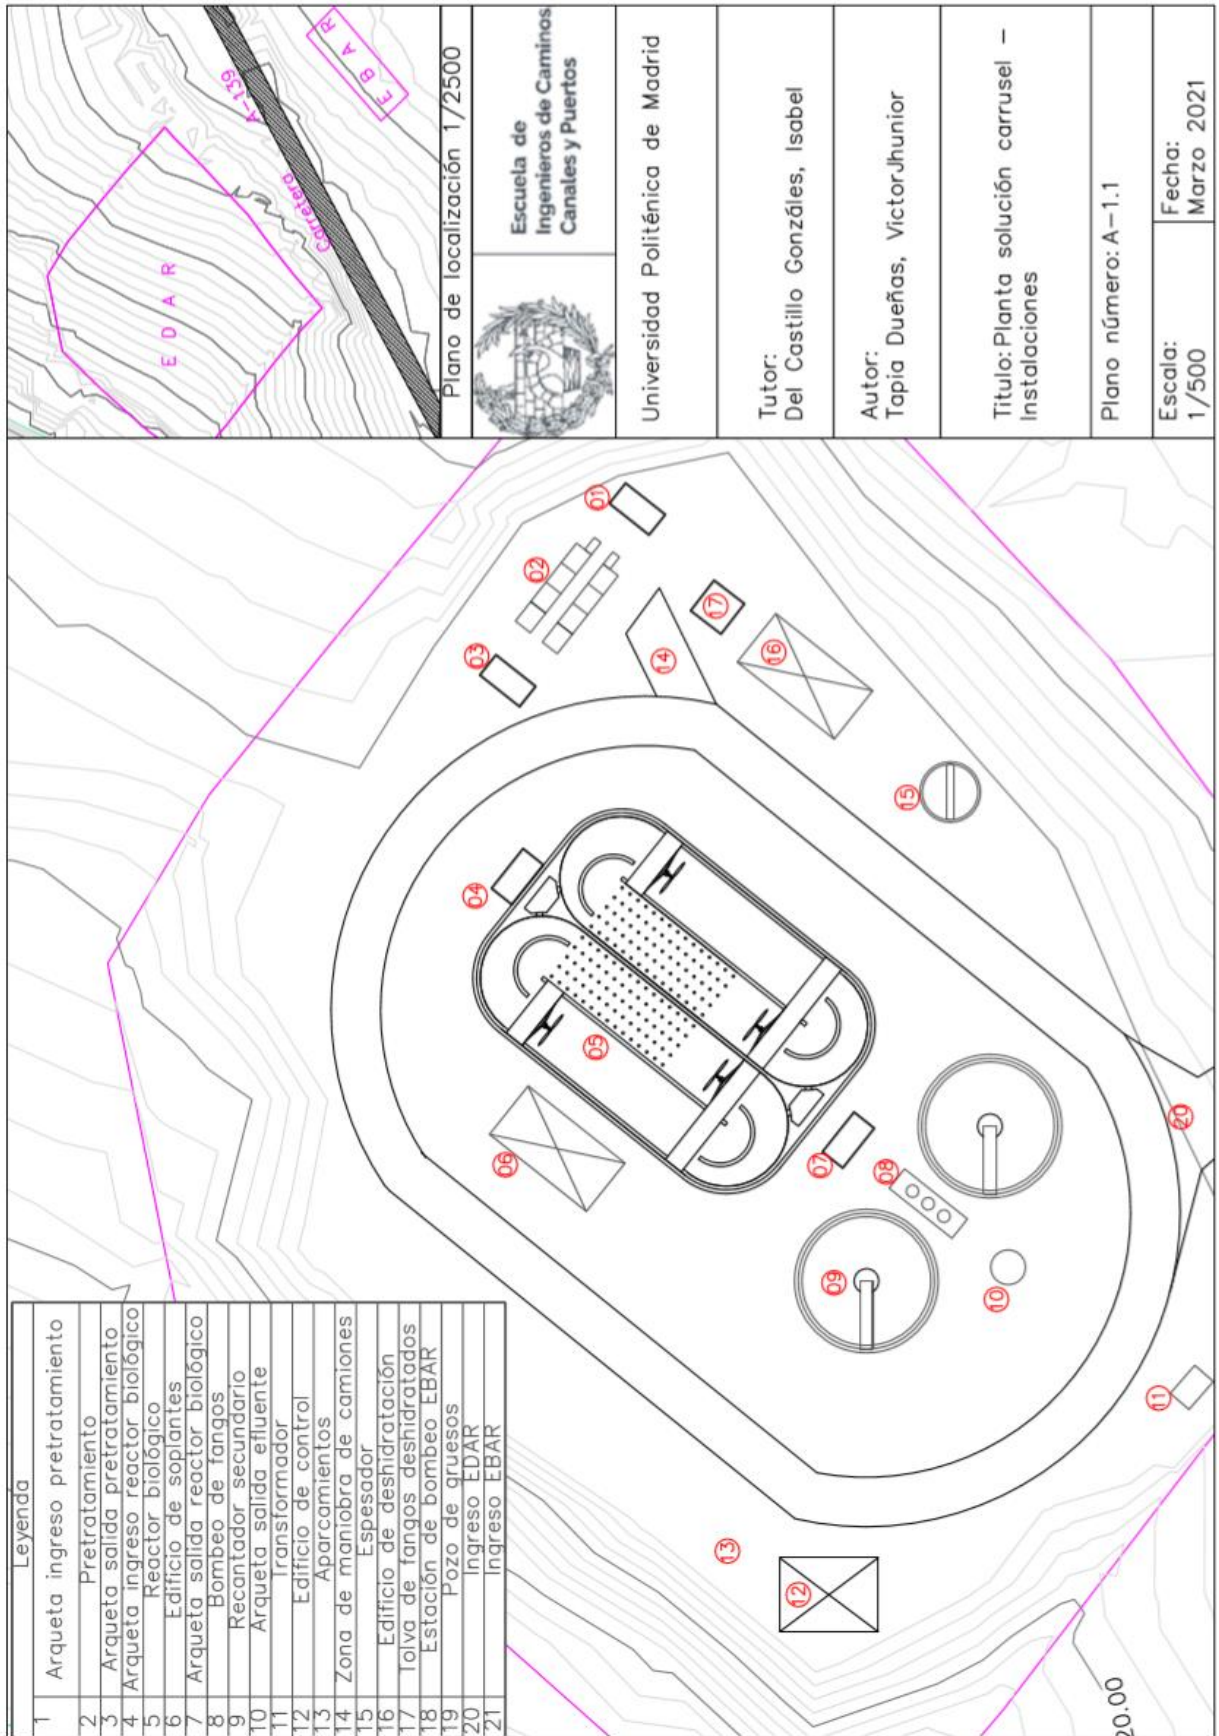 Leyenda
1 Arqueta ingreso pretratamiento
2 Pretratamiento
3 Arqueta salida pretratamiento
4 Arqueta ingreso reactor biológico
5 Reactor biológico
6 Edificio de soplantes
7 Arqueta salida reactor biológico
8 Bombeo de fangos
9 Recantador secundario
10 Arqueta salida efluente
11 Transformador
12 Edificio de control
13 Aparcamientos
14 Zona de maniobra de camiones
15 Espesador
16 Edificio de deshidratación
17 Tolva de fangos deshidratados
18 Estación de bombeo EBAR
19 Pozo de gruesos
20 Ingreso EDAR
21 Ingreso EBAR
01
02
03
04
05
06
07
08
09
10
11
12
13
14
15
16
17
20
20.00
E D A R
Carretera
A-139
E B A R
Plano de localización 1/2500
Escuela de
Ingenieros de Caminos
Canales y Puertos
Universidad Politénica de Madrid
Tutor:
Del Castillo Gonzáles, Isabel
Autor:
Tapia Dueñas, VictorJhunior
Titulo:Planta solución carrusel –
Instalaciones
Plano número:A-1.1
Escala:
1/500
Fecha:
Marzo 2021